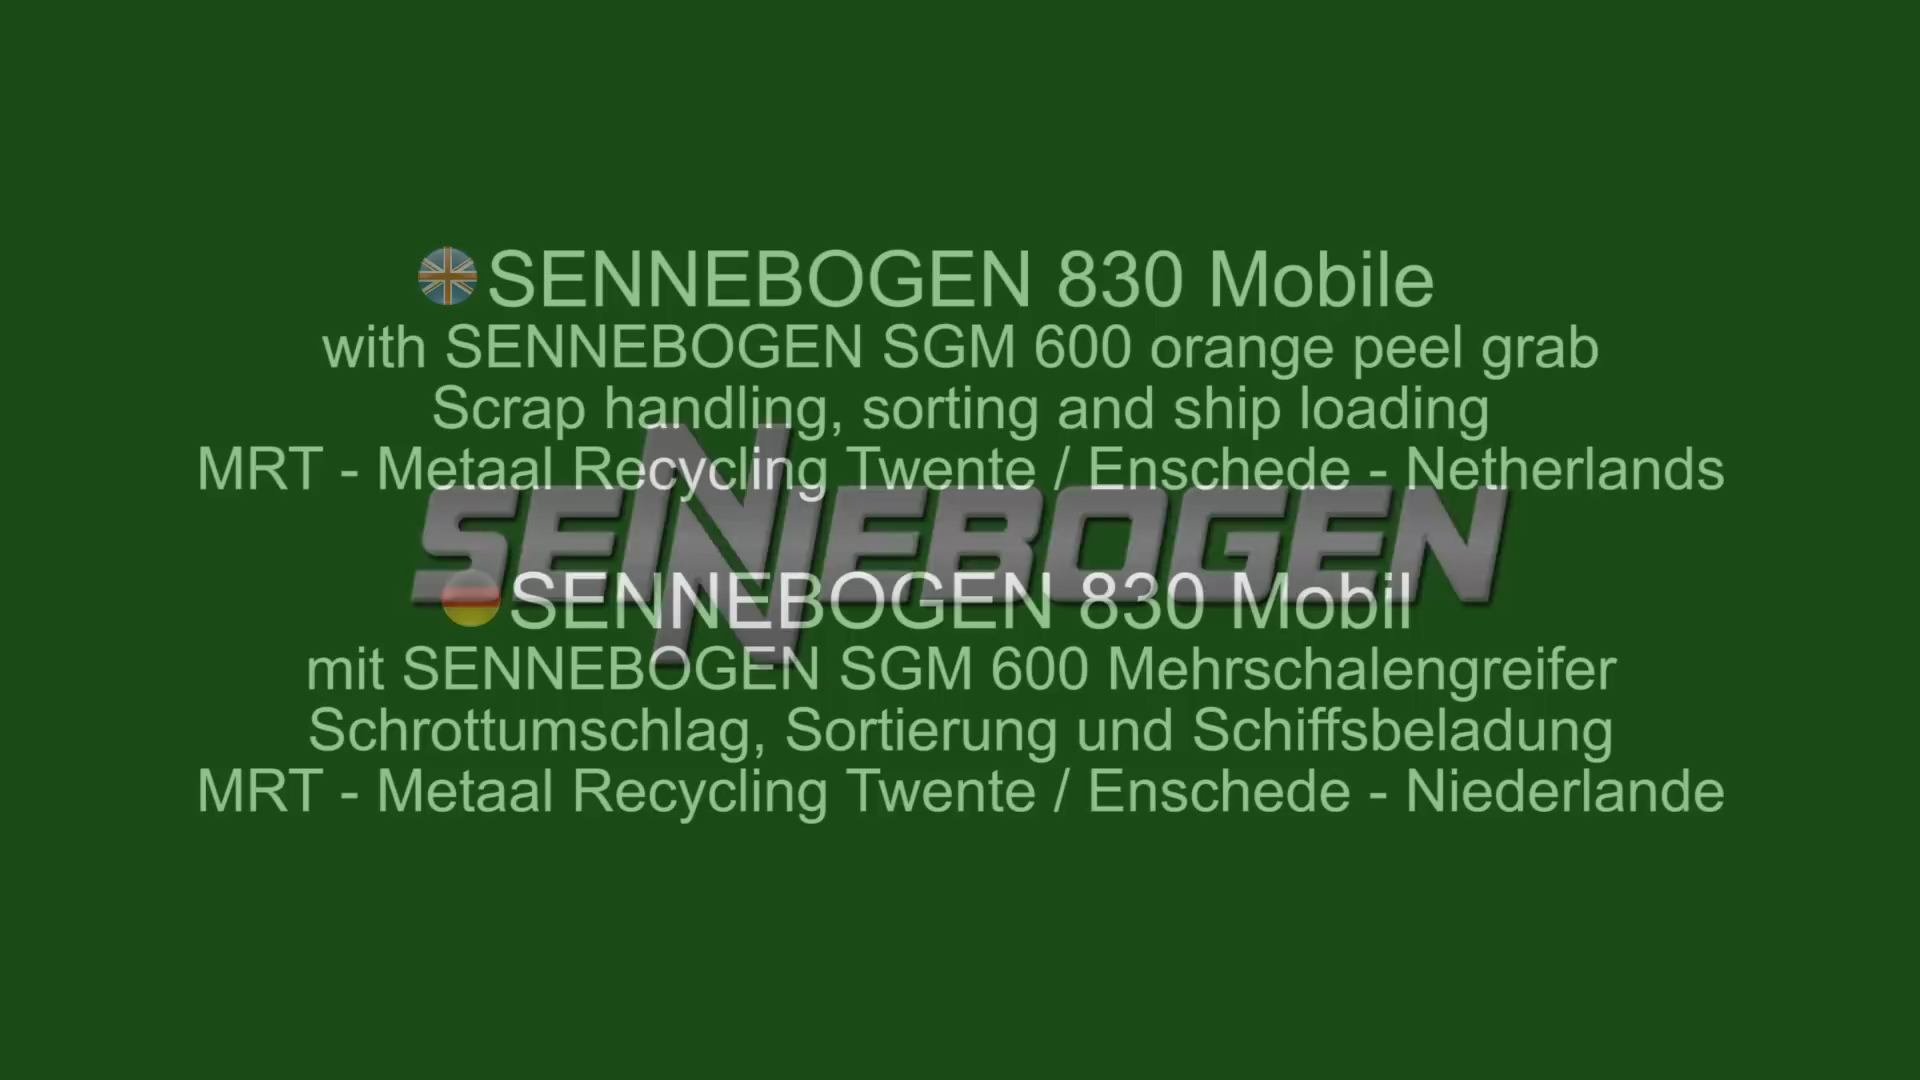 SENNEBOGEN 830 Mobile
with SENNEBOGEN SGM 600 orange peel grab
Scrap handling, sorting and ship loading
MRT - Metaal Recycling Twente / Enschede - Netherlands
SENNEBOGEN
SENNEBOGEN 830 Mobil
mit SENNEBOGEN SGM 600 Mehrschalengreifer
Schrottumschlag, Sortierung und Schiffsbeladung
MRT - Metaal Recycling Twente / Enschede - Niederlande